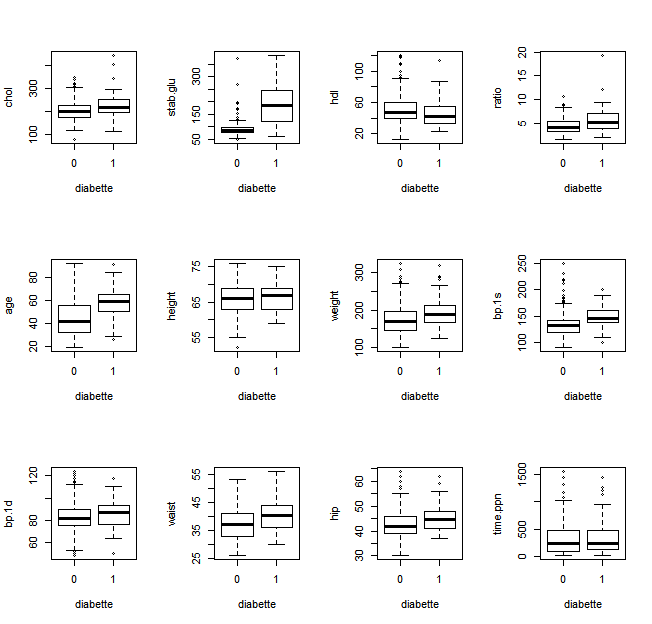 chol
100
300
0
1
diabette
stab.glu
50
150
300
0
1
diabette
hdl
20
60
100
0
1
diabette
ratio
5
10
15
20
0
1
diabette
age
20
40
60
80
0
1
diabette
height
55
65
75
0
1
diabette
weight
100
200
300
0
1
diabette
bp.1s
100
150
200
250
0
1
diabette
bp.1d
60
80
120
0
1
diabette
waist
25
35
45
55
0
1
diabette
hip
30
40
50
60
0
1
diabette
time.ppn
0
500
1500
0
1
diabette